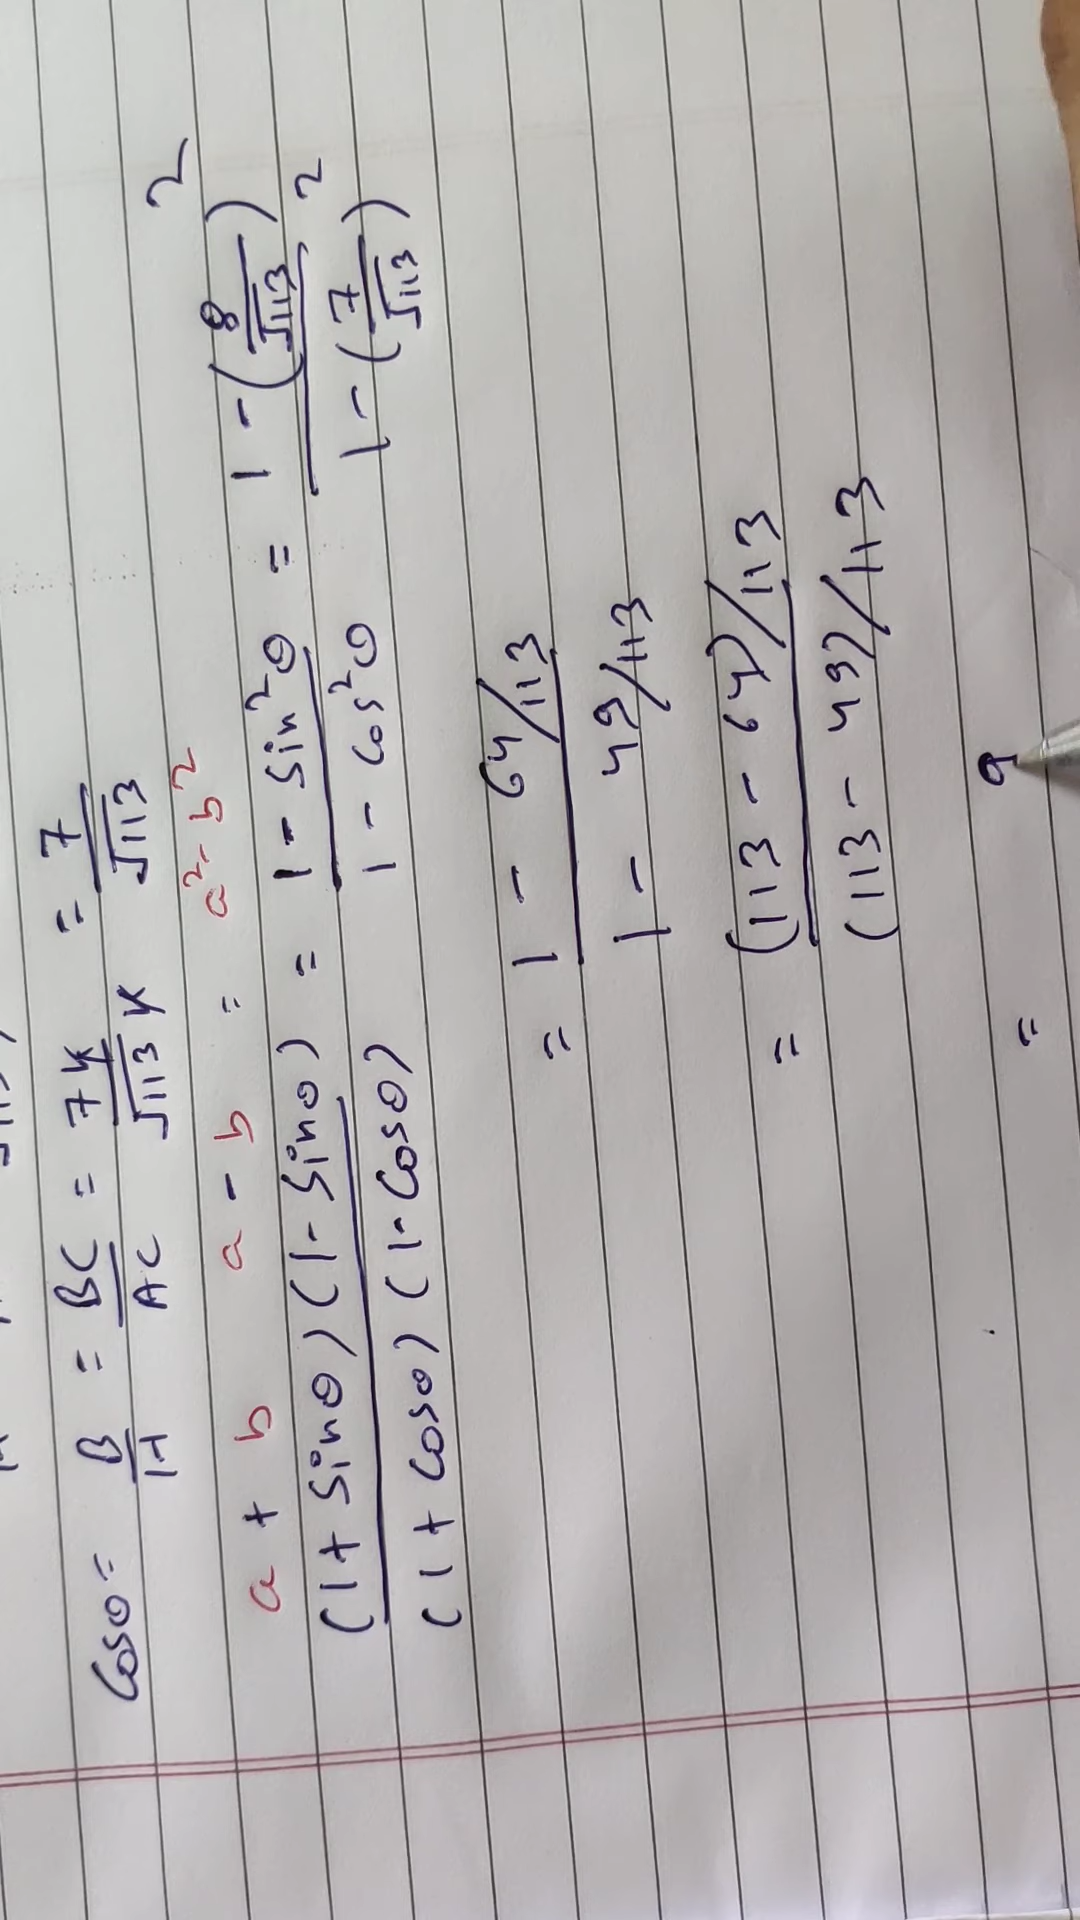 Cosθ = B/H = BC/AC = 7K/√113 K = 7/√113
a + b a - b = a² - b²
(1 + Sinθ) (1 - Sinθ) / (1 + Cosθ) (1 - Cosθ) = 1 - Sin²θ / 1 - Cos²θ = 1 - (8/√113)² / 1 - (7/√113)²
= 1 - 64/113 / 1 - 49/113
= (113 - 64)/113 / (113 - 49)/113
= 9